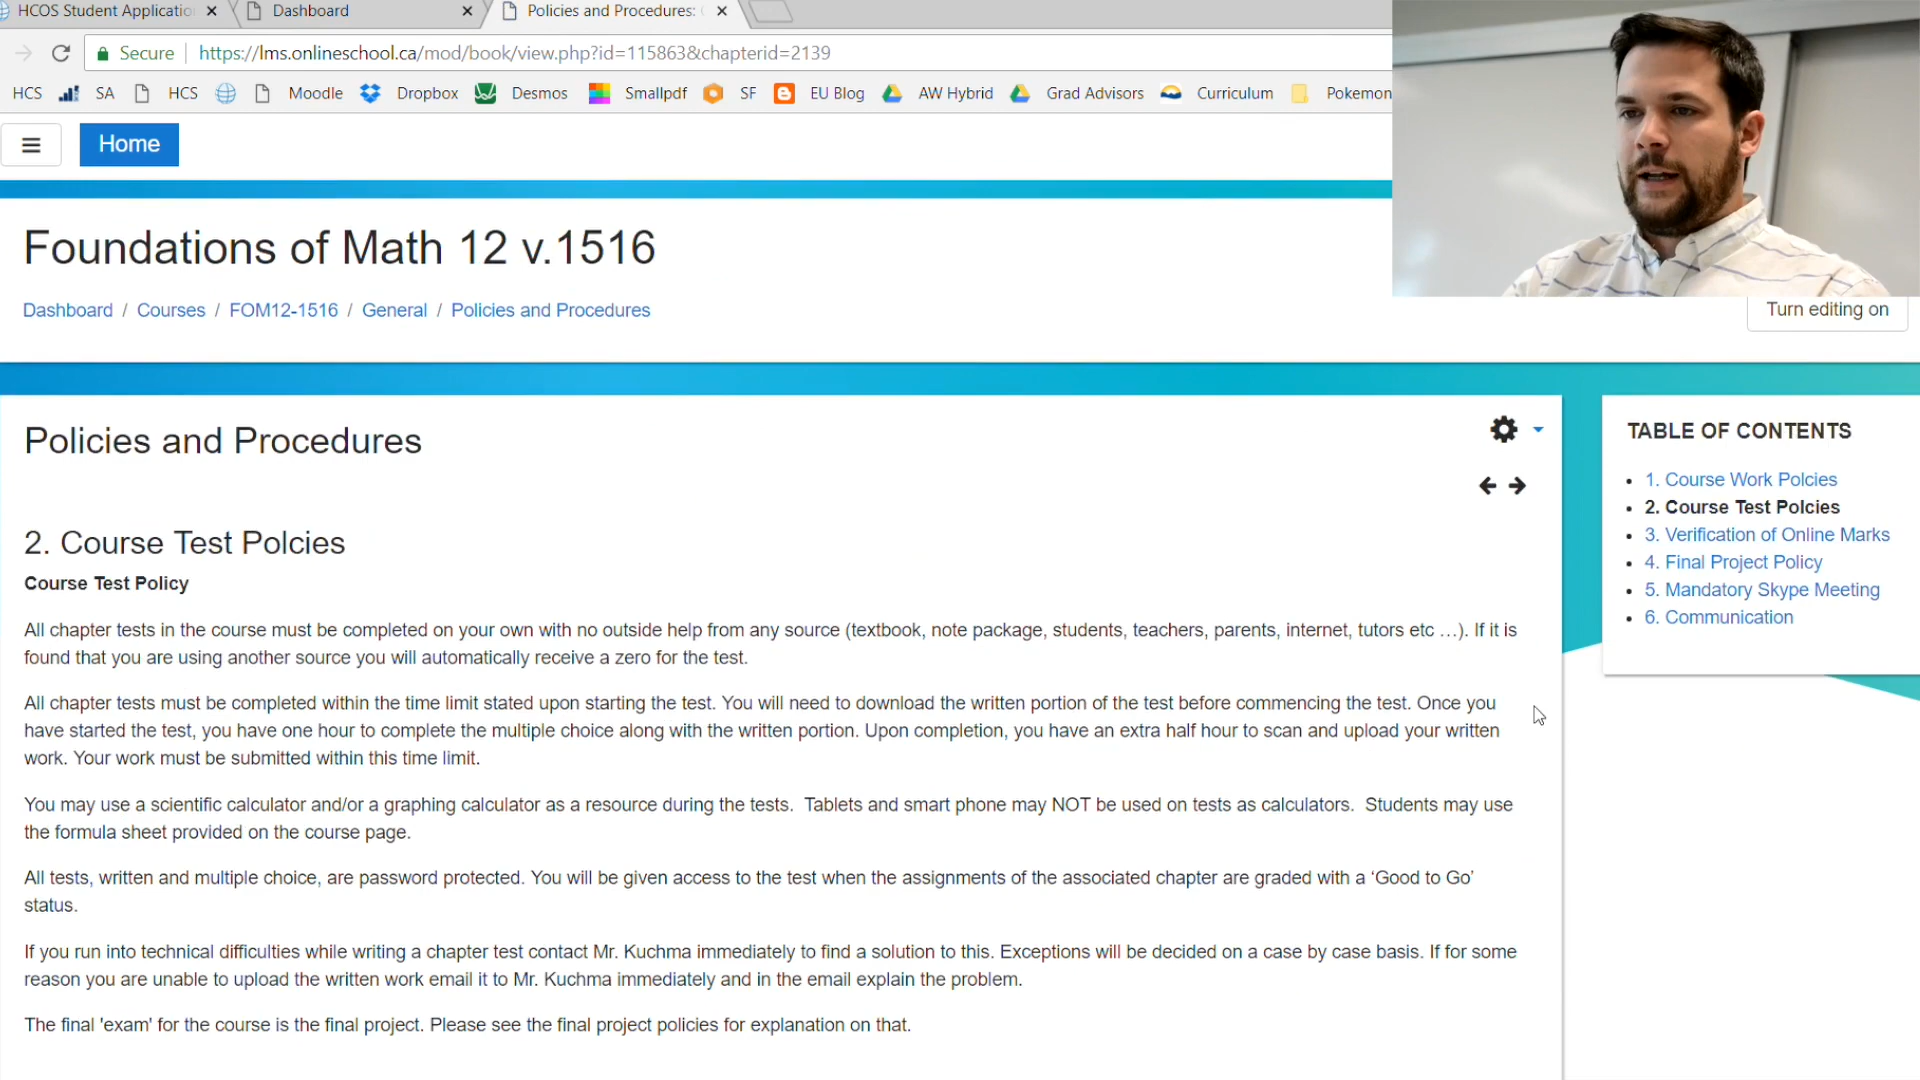 HCOS Student Applicatio
Dashboard
Policies and Procedures:
Secure
https://lms.onlineschool.ca/mod/book/view.php?id=115863&chapterid=2139
HCS SA HCS Moodle Dropbox Desmos Smallpdf SF EU Blog AW Hybrid Grad Advisors Curriculum Pokemon
Home
Foundations of Math 12 v.1516
Dashboard / Courses / FOM12-1516 / General / Policies and Procedures
Turn editing on
Policies and Procedures
2. Course Test Polcies
Course Test Policy
All chapter tests in the course must be completed on your own with no outside help from any source (textbook, note package, students, teachers, parents, internet, tutors etc …). If it is
found that you are using another source you will automatically receive a zero for the test.
All chapter tests must be completed within the time limit stated upon starting the test. You will need to download the written portion of the test before commencing the test. Once you
have started the test, you have one hour to complete the multiple choice along with the written portion. Upon completion, you have an extra half hour to scan and upload your written
work. Your work must be submitted within this time limit.
You may use a scientific calculator and/or a graphing calculator as a resource during the tests. Tablets and smart phone may NOT be used on tests as calculators. Students may use
the formula sheet provided on the course page.
All tests, written and multiple choice, are password protected. You will be given access to the test when the assignments of the associated chapter are graded with a ‘Good to Go’
status.
If you run into technical difficulties while writing a chapter test contact Mr. Kuchma immediately to find a solution to this. Exceptions will be decided on a case by case basis. If for some
reason you are unable to upload the written work email it to Mr. Kuchma immediately and in the email explain the problem.
The final 'exam' for the course is the final project. Please see the final project policies for explanation on that.
TABLE OF CONTENTS
1. Course Work Polcies
2. Course Test Polcies
3. Verification of Online Marks
4. Final Project Policy
5. Mandatory Skype Meeting
6. Communication